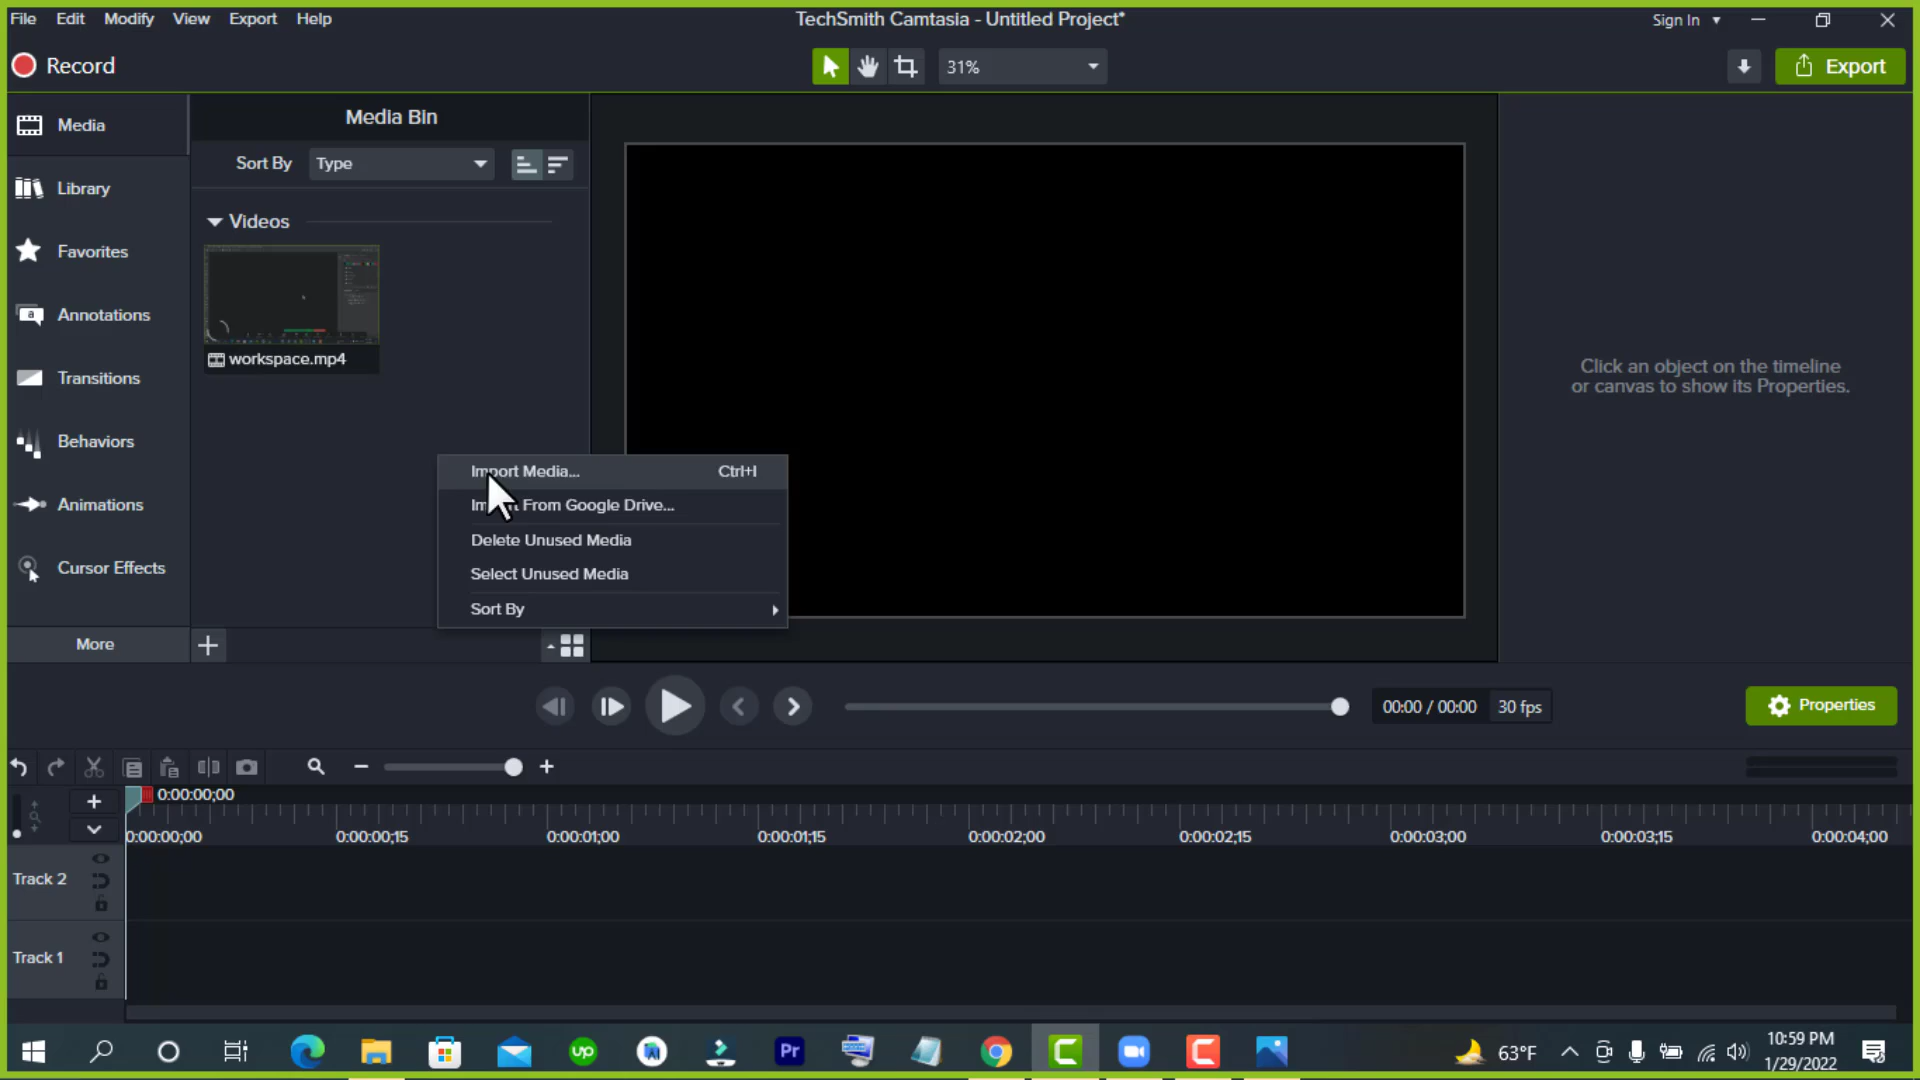 File Edit Modify View Export Help
TechSmith Camtasia - Untitled Project*
Sign In
Record
31%
Export
Media
Media Bin
Sort By Type
Library
Videos
Favorites
workspace.mp4
Annotations
Transitions
Behaviors
Animations
Cursor Effects
More
Import Media... Ctrl+I
From Google Drive...
Delete Unused Media
Select Unused Media
Sort By
Click an object on the timeline
or canvas to show its Properties.
00:00 / 00:00 30 fps
Properties
0:00:00;00
0:00:00;00 0:00:00;15 0:00:01;00 0:00:01;15 0:00:02;00 0:00:02;15 0:00:03;00 0:00:03;15 0:00:04;00
Track 2
Track 1
up
Pr
63°F
10:59 PM
1/29/2022